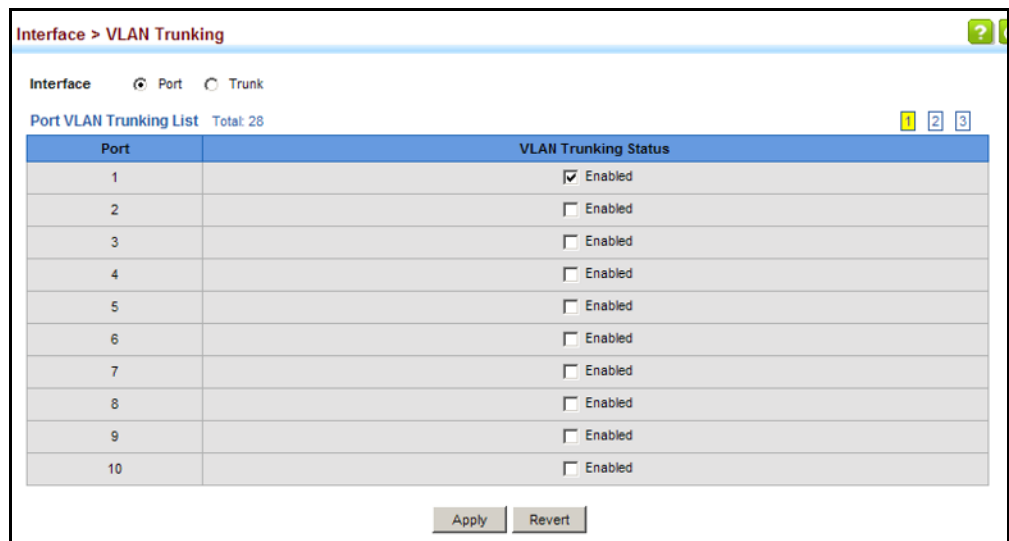 Interface > VLAN Trunking
?
Interface Port Trunk
Port VLAN Trunking List Total: 28 1 2 3
Port VLAN Trunking Status
1 Enabled
2 Enabled
3 Enabled
4 Enabled
5 Enabled
6 Enabled
7 Enabled
8 Enabled
9 Enabled
10 Enabled
Apply Revert